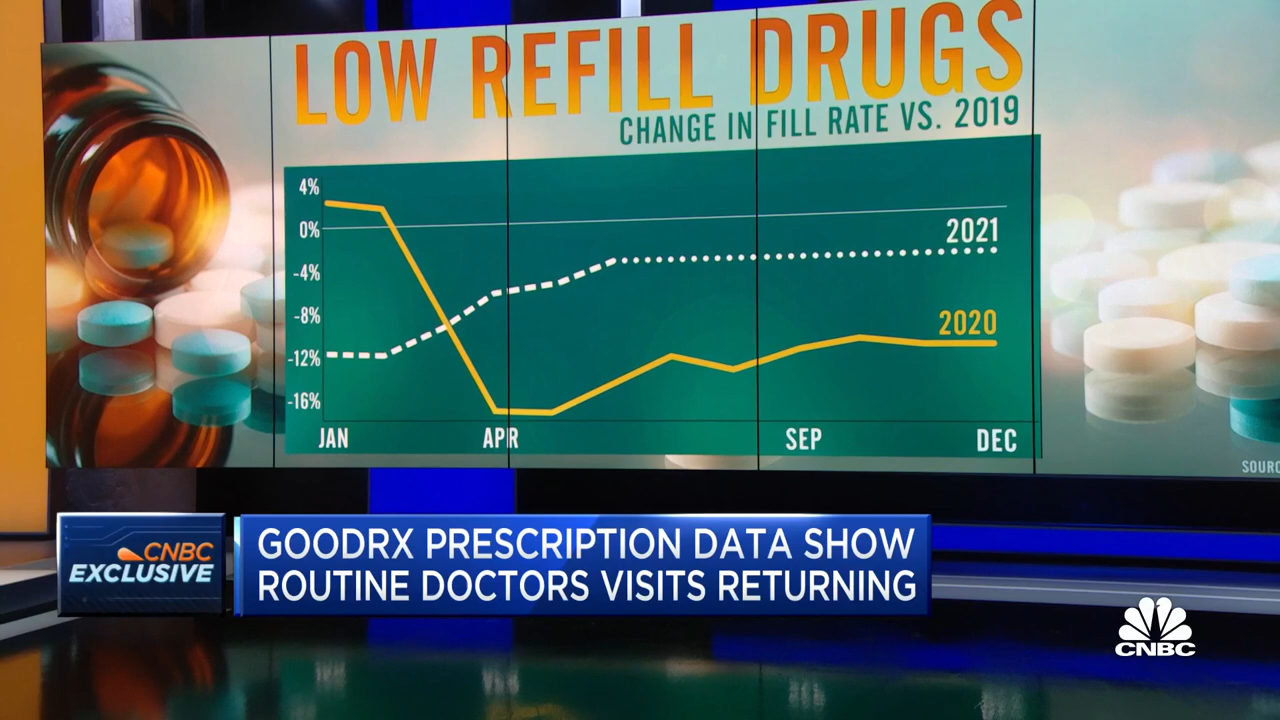 LOW REFILL DRUGS
CHANGE IN FILL RATE VS. 2019
4%
0%
-4%
-8%
-12%
-16%
2021
2020
JAN
APR
SEP
DEC
CNBC
EXCLUSIVE
GOODRX PRESCRIPTION DATA SHOW
ROUTINE DOCTORS VISITS RETURNING
CNBC